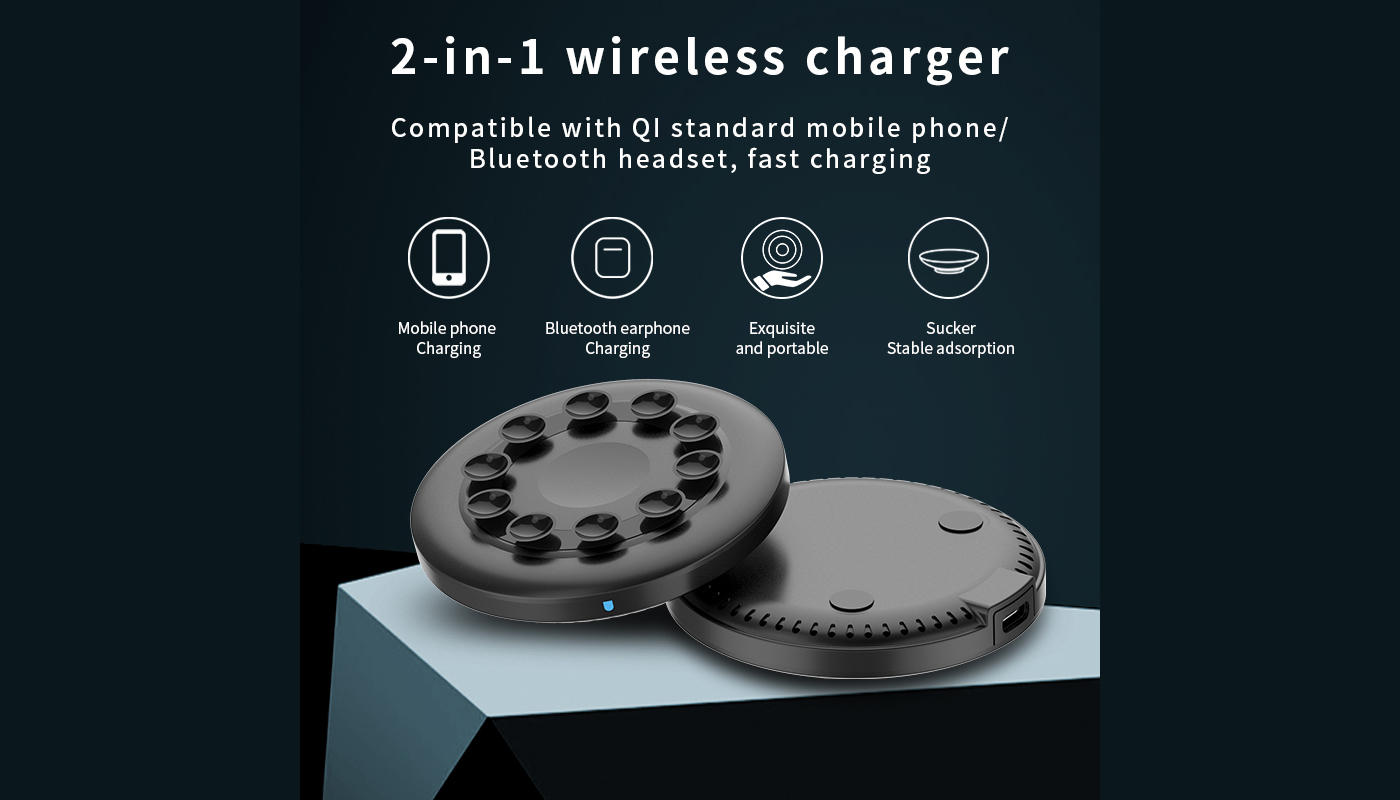 2-in-1 wireless charger
Compatible with QI standard mobile phone/
Bluetooth headset, fast charging
Mobile phone
Charging
Bluetooth earphone
Charging
Exquisite
and portable
Sucker
Stable adsorption